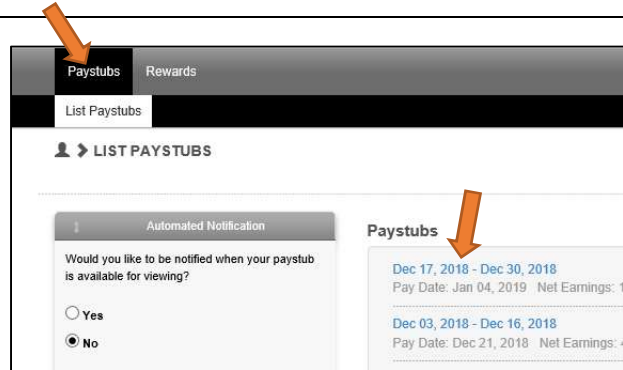 Paystubs Rewards
List Paystubs
LIST PAYSTUBS
Automated Notification
Would you like to be notified when your paystub
is available for viewing?
Yes
No
Paystubs
Dec 17, 2018 - Dec 30, 2018
Pay Date: Jan 04, 2019 Net Earnings: 1
Dec 03, 2018 - Dec 16, 2018
Pay Date: Dec 21, 2018 Net Earnings: